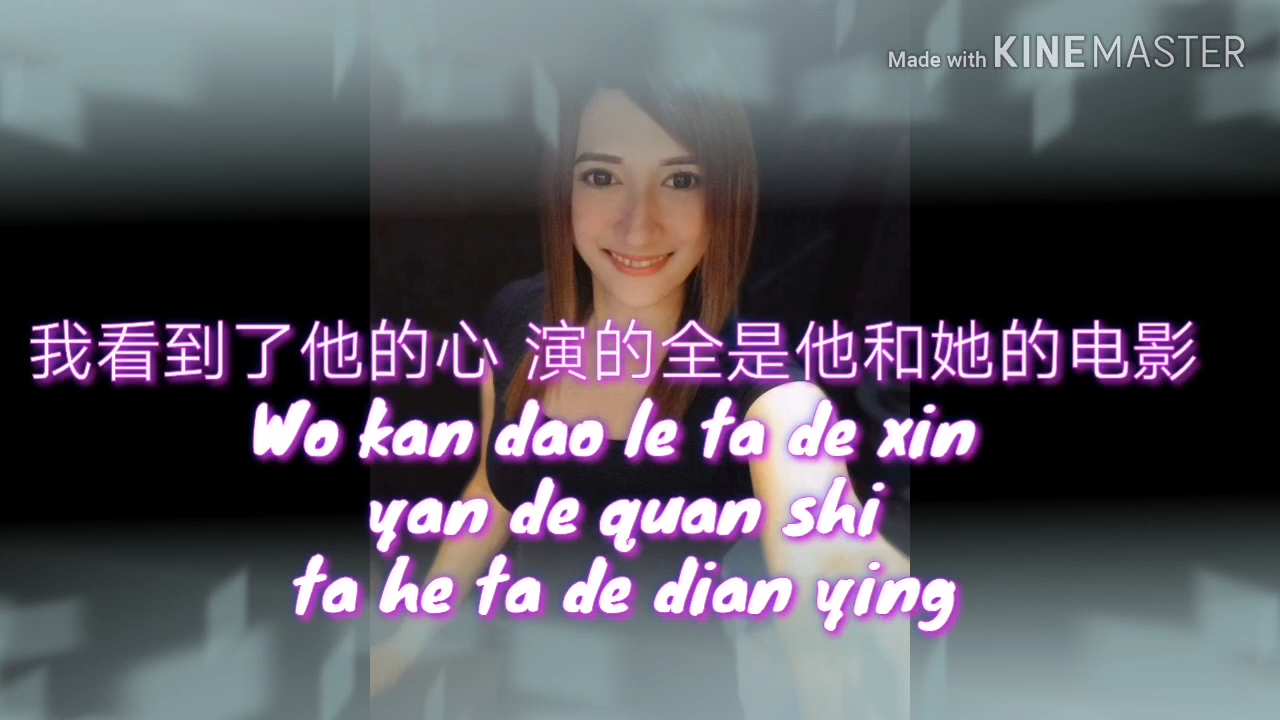 Made with KINEMASTER
我看到了他的心 演的全是他和她的电影
Wo kan dao le ta de xin
yan de quan shi
ta he ta de dian ying